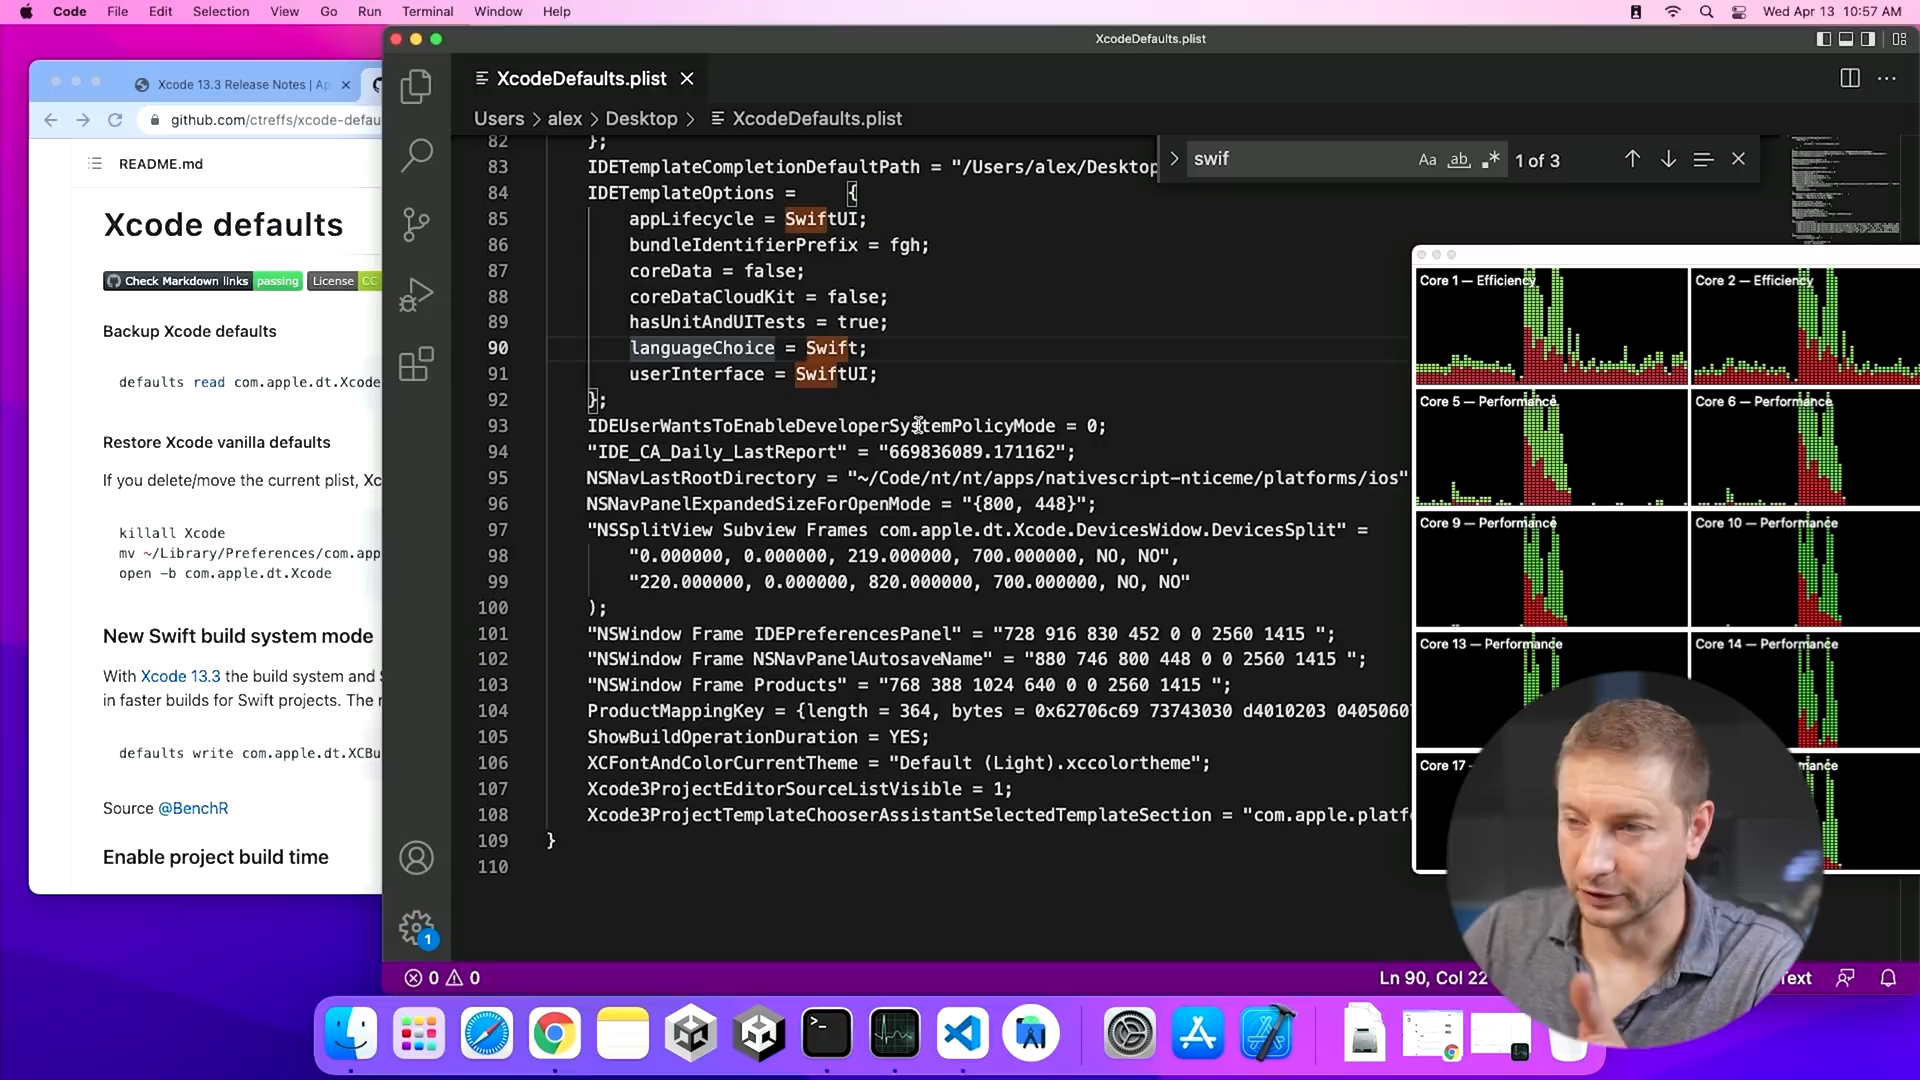 Code File Edit Selection View Go Run Terminal Window Help Wed Apr 13 10:57 AM
Xcode 13.3 Release Notes | Ap
github.com/ctreffs/xcode-defau
README.md
Xcode defaults
Check Markdown links passing License CC
Backup Xcode defaults
defaults read com.apple.dt.Xcode
Restore Xcode vanilla defaults
If you delete/move the current plist, Xc
killall Xcode
mv ~/Library/Preferences/com.app
open -b com.apple.dt.Xcode
New Swift build system mode
With Xcode 13.3 the build system and
in faster builds for Swift projects. The
defaults write com.apple.dt.XCBu
Source @BenchR
Enable project build time
XcodeDefaults.plist
XcodeDefaults.plist
Users > alex > Desktop > XcodeDefaults.plist
swif Aa ab 1 of 3
82 };
83 IDETemplateCompletionDefaultPath = "/Users/alex/Desktop
84 IDETemplateOptions = {
85 appLifecycle = SwiftUI;
86 bundleIdentifierPrefix = fgh;
87 coreData = false;
88 coreDataCloudKit = false;
89 hasUnitAndUITests = true;
90 languageChoice = Swift;
91 userInterface = SwiftUI;
92 };
93 IDEUserWantsToEnableDeveloperSystemPolicyMode = 0;
94 "IDE_CA_Daily_LastReport" = "669836089.171162";
95 NSNavLastRootDirectory = "~/Code/nt/nt/apps/nativescript-nticeme/platforms/ios"
96 NSNavPanelExpandedSizeForOpenMode = "{800, 448}";
97 "NSSplitView Subview Frames com.apple.dt.Xcode.DevicesWidow.DevicesSplit" =
98 "0.000000, 0.000000, 219.000000, 700.000000, NO, NO",
99 "220.000000, 0.000000, 820.000000, 700.000000, NO, NO"
100 );
101 "NSWindow Frame IDEPreferencesPanel" = "728 916 830 452 0 0 2560 1415 ";
102 "NSWindow Frame NSNavPanelAutosaveName" = "880 746 800 448 0 0 2560 1415 ";
103 "NSWindow Frame Products" = "768 388 1024 640 0 0 2560 1415 ";
104 ProductMappingKey = {length = 364, bytes = 0x62706c69 73743030 d4010203 0405060
105 ShowBuildOperationDuration = YES;
106 XCFontAndColorCurrentTheme = "Default (Light).xccolortheme";
107 Xcode3ProjectEditorSourceListVisible = 1;
108 Xcode3ProjectTemplateChooserAssistantSelectedTemplateSection = "com.apple.platf
109 }
110
Core 1 — Efficiency Core 2 — Efficiency
Core 5 — Performance Core 6 — Performance
Core 9 — Performance Core 10 — Performance
Core 13 — Performance Core 14 — Performance
Core 17 -
1
0 0 Ln 90, Col 22